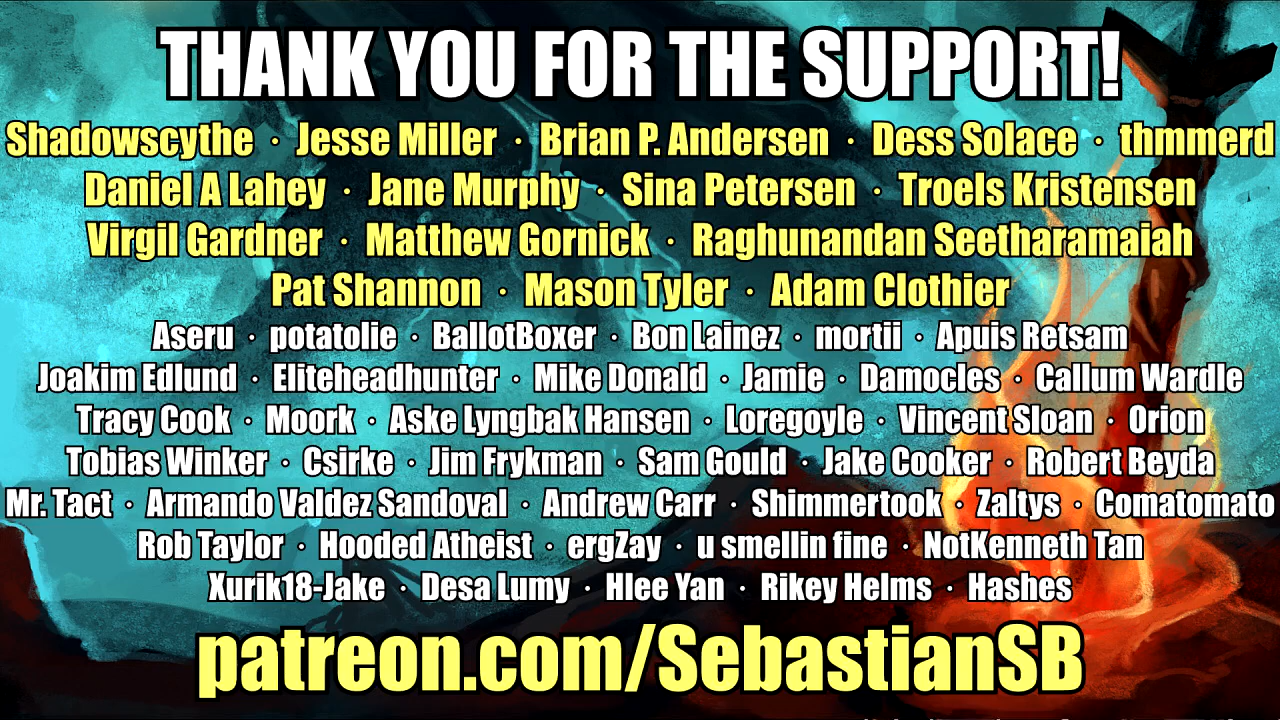 THANK YOU FOR THE SUPPORT!
Shadowscythe · Jesse Miller · Brian P. Andersen · Dess Solace · thmmerd
Daniel A Lahey · Jane Murphy · Sina Petersen · Troels Kristensen
Virgil Gardner · Matthew Gornick · Raghunandan Seetharamaiah
Pat Shannon · Mason Tyler · Adam Clothier
Aseru · potatolie · BallotBoxer · Bon Lainez · mortii · Apuis Retsam
Joakim Edlund · Eliteheadhunter · Mike Donald · Jamie · Damocles · Callum Wardle
Tracy Cook · Moork · Aske Lyngbak Hansen · Loregoyle · Vincent Sloan · Orion
Tobias Winker · Csirke · Jim Frykman · Sam Gould · Jake Cooker · Robert Beyda
Mr. Tact · Armando Valdez Sandoval · Andrew Carr · Shimmertook · Zaltys · Comatomato
Rob Taylor · Hooded Atheist · ergZay · u smellin fine · NotKenneth Tan
Xurik18-Jake · Desa Lumy · Hlee Yan · Rikey Helms · Hashes
patreon.com/SebastianSB